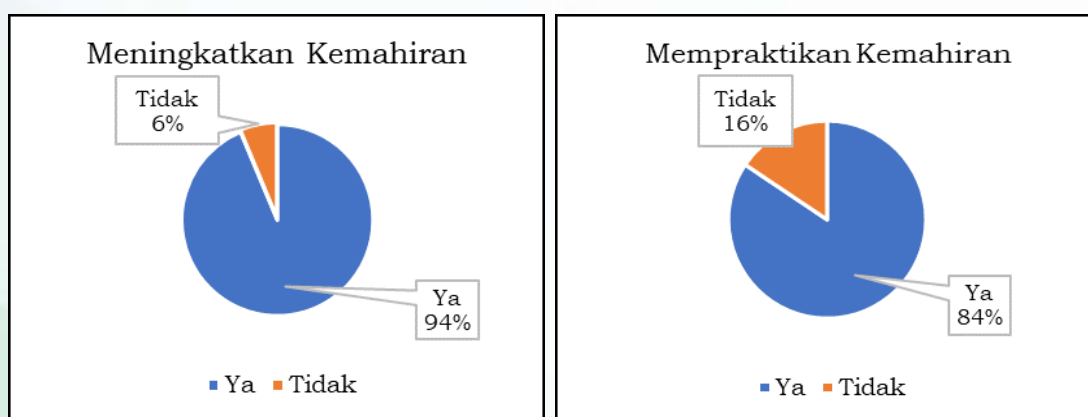 Meningkatkan Kemahiran
Tidak
6%
Ya
94%
Ya Tidak
Mempraktikan Kemahiran
Tidak
16%
Ya
84%
Ya Tidak